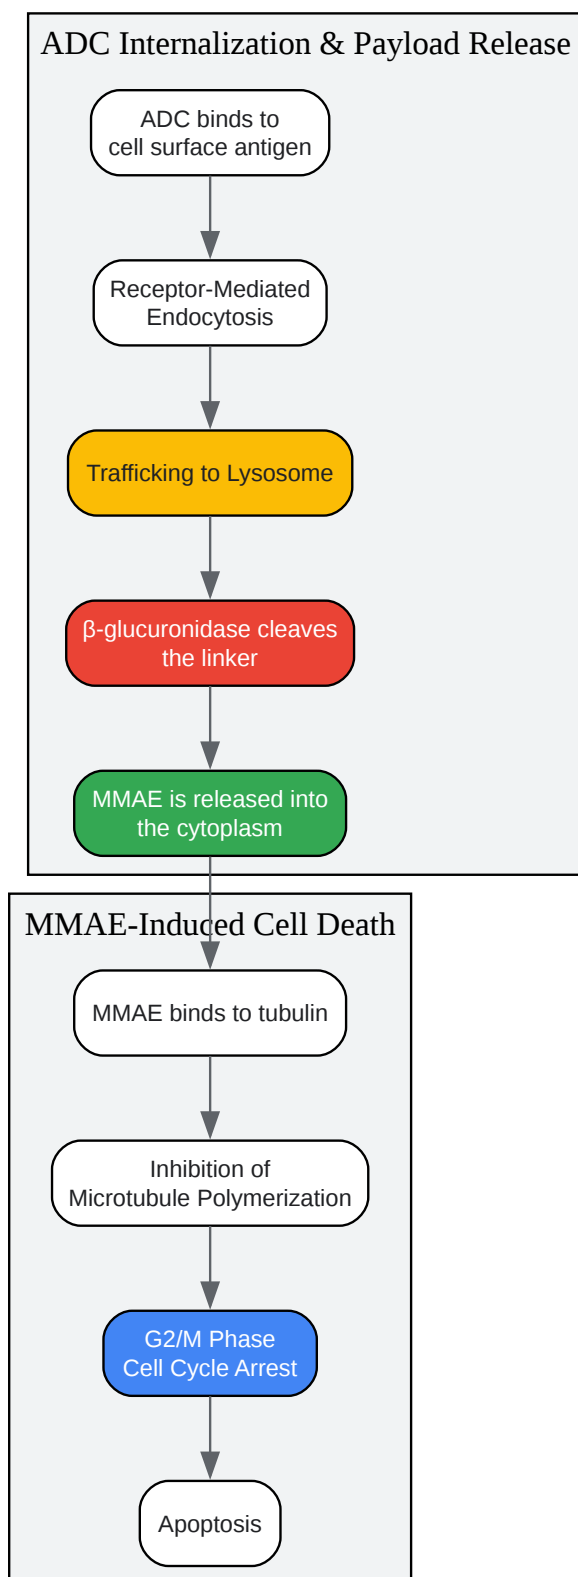 ADC Internalization & Payload Release
ADC binds to
cell surface antigen
Receptor-Mediated
Endocytosis
Trafficking to Lysosome
β-glucuronidase cleaves
the linker
MMAE is released into
the cytoplasm
MMAE-Induced Cell Death
MMAE binds to tubulin
Inhibition of
Microtubule Polymerization
G2/M Phase
Cell Cycle Arrest
Apoptosis